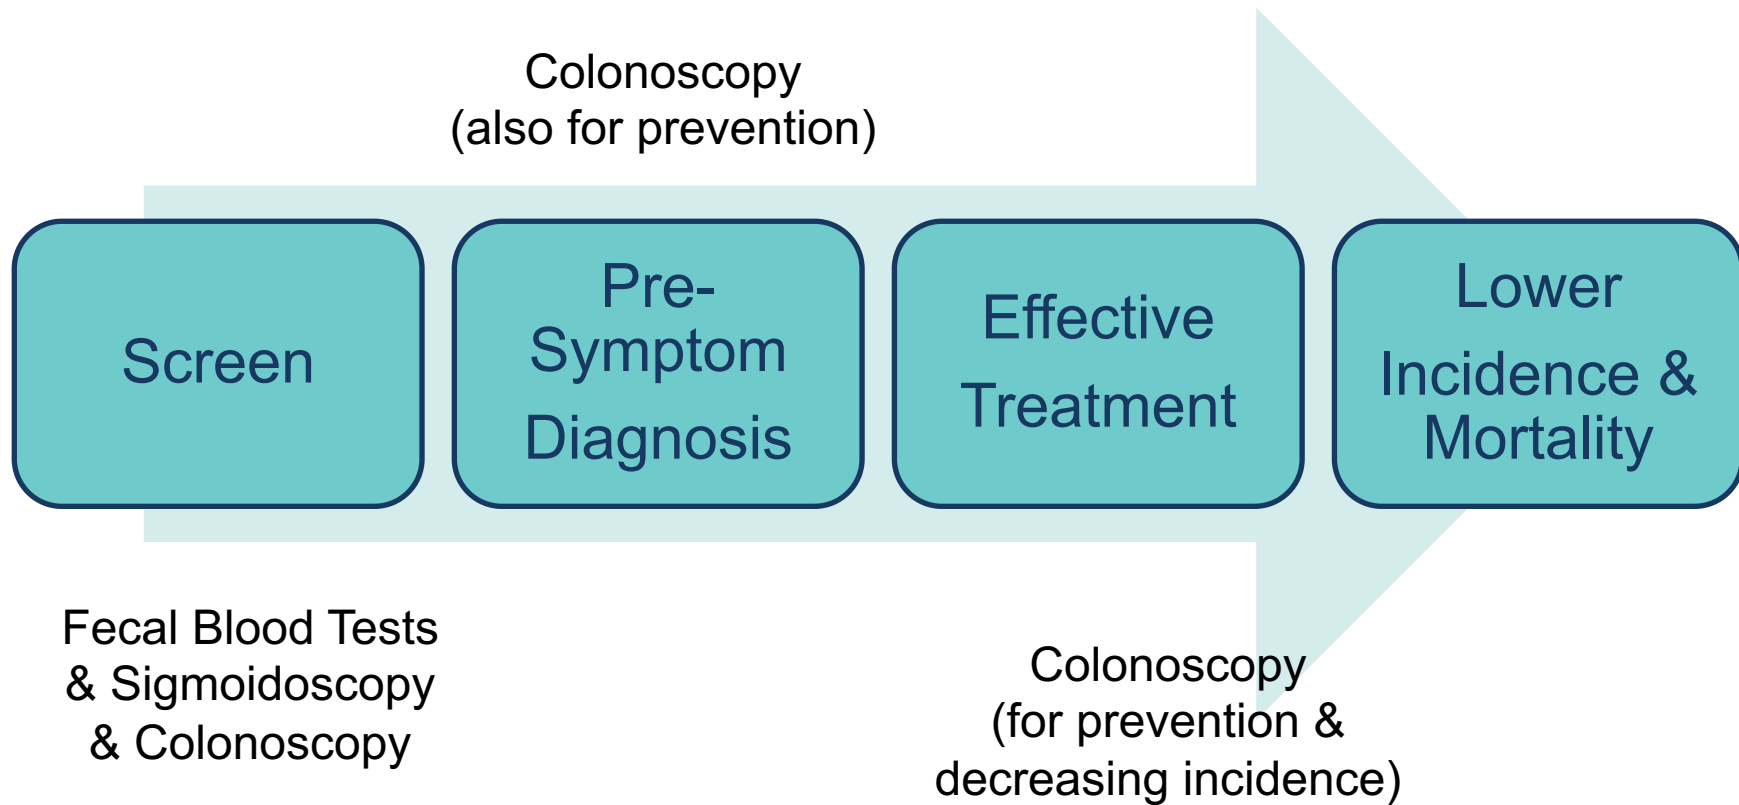 Colonoscopy
(also for prevention)
Screen
Pre-
Symptom
Diagnosis
Effective
Treatment
Lower
Incidence &
Mortality
Fecal Blood Tests
& Sigmoidoscopy
& Colonoscopy
Colonoscopy
(for prevention &
decreasing incidence)